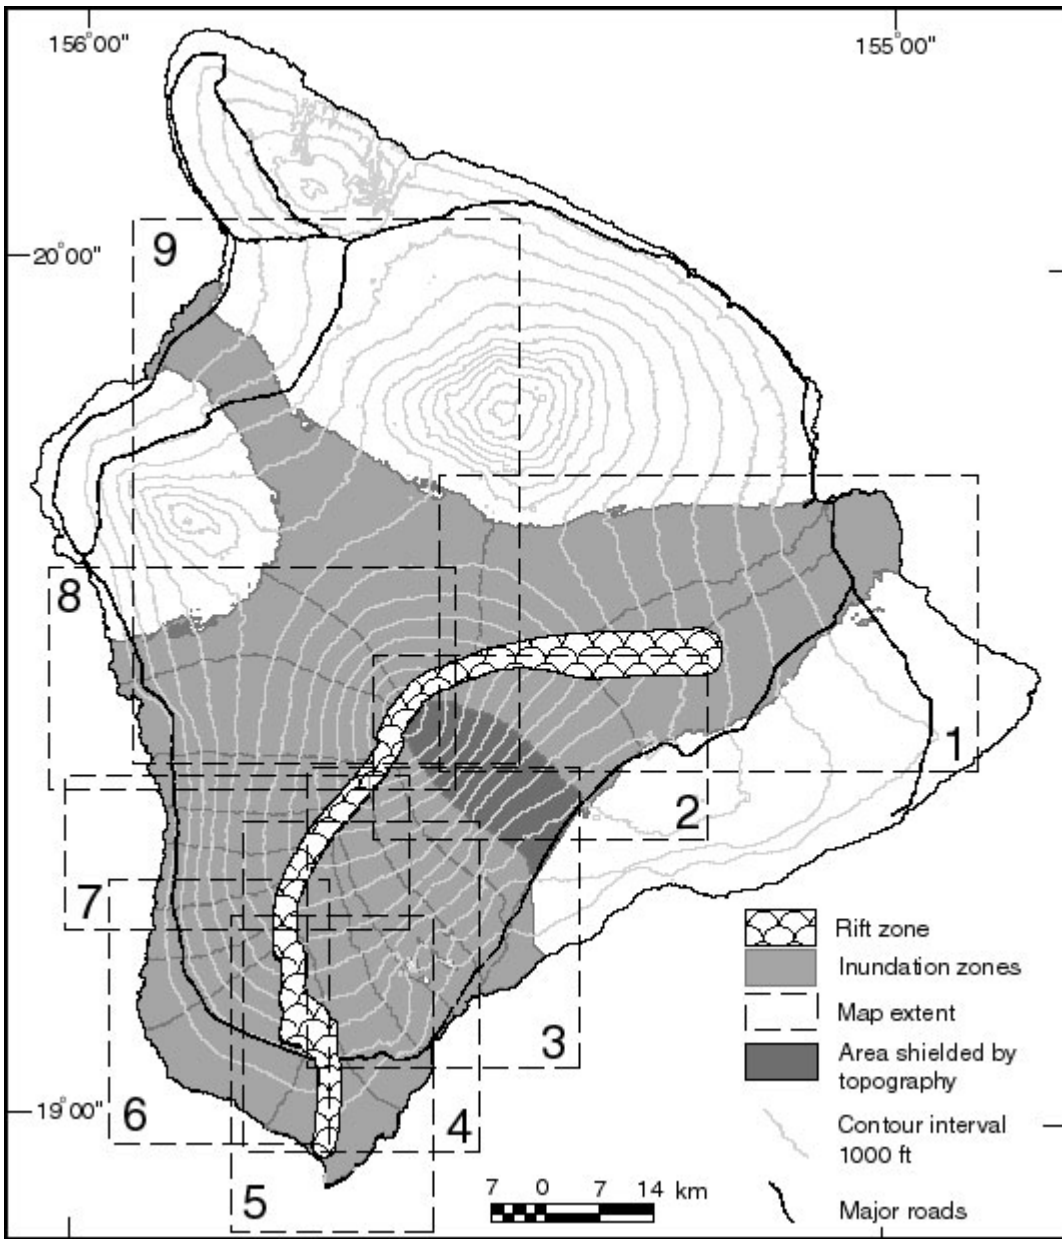 156°00" 155°00"
9
20°00"
8
1
2
7
Rift zone
Inundation zones
Map extent
3
Area shielded by
topography
6
4
19°00"
Contour interval
1000 ft
5
7 0 7 14 km
Major roads